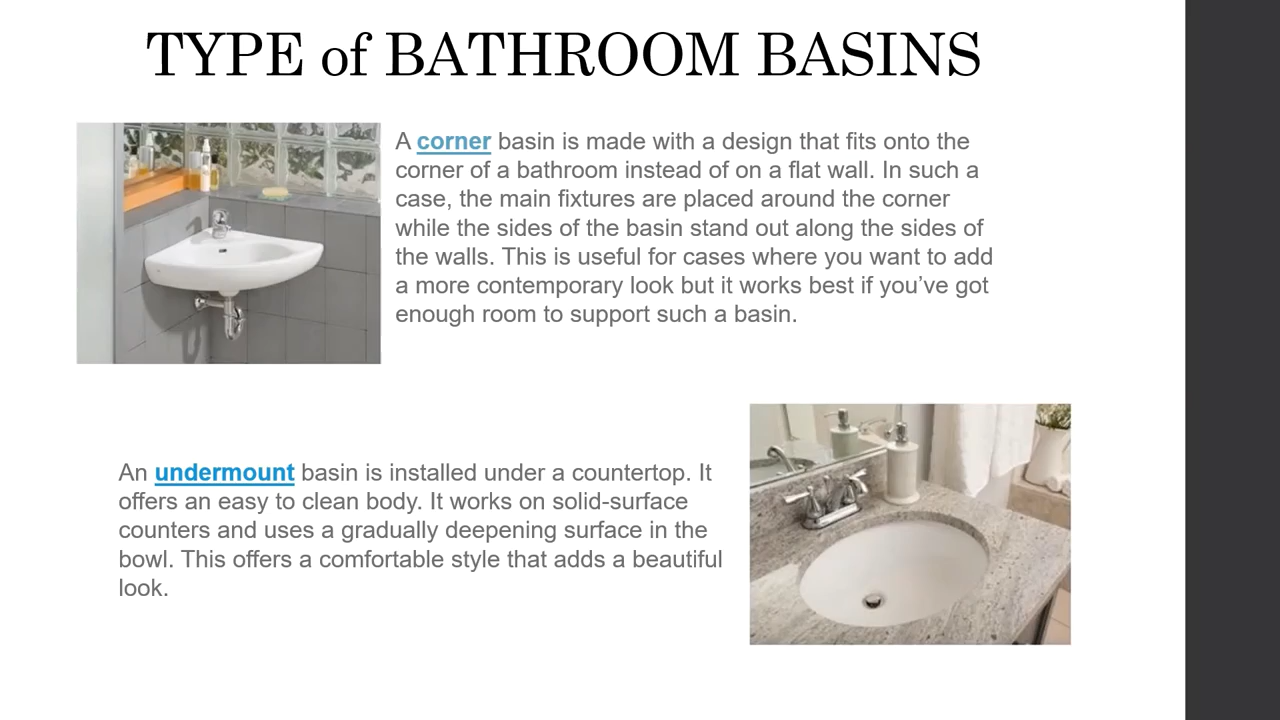 TYPE of BATHROOM BASINS
A corner basin is made with a design that fits onto the
corner of a bathroom instead of on a flat wall. In such a
case, the main fixtures are placed around the corner
while the sides of the basin stand out along the sides of
the walls. This is useful for cases where you want to add
a more contemporary look but it works best if you’ve got
enough room to support such a basin.
An undermount basin is installed under a countertop. It
offers an easy to clean body. It works on solid-surface
counters and uses a gradually deepening surface in the
bowl. This offers a comfortable style that adds a beautiful
look.